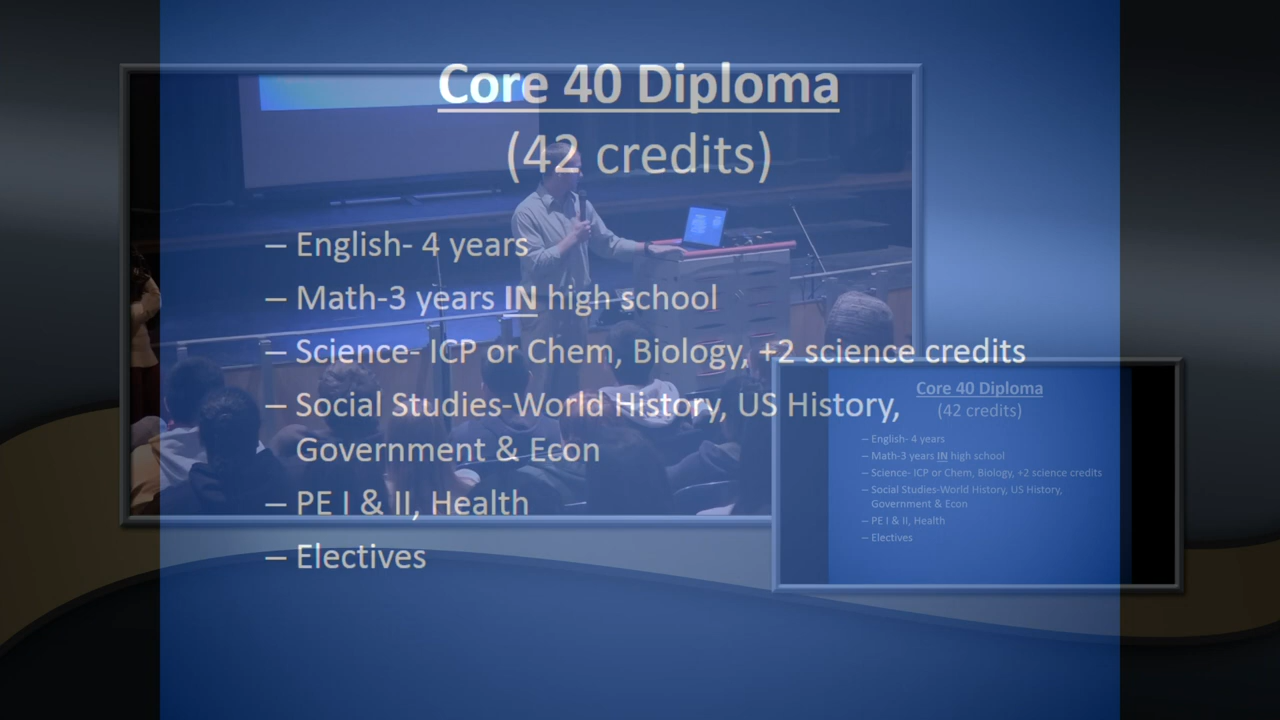 Core 40 Diploma
(42 credits)
– English- 4 years
– Math-3 years IN high school
– Science- ICP or Chem, Biology, +2 science credits
– Social Studies-World History, US History,
Government & Econ
– PE I & II, Health
– Electives
Core 40 Diploma
(42 credits)
– English- 4 years
– Math-3 years IN high school
– Science- ICP or Chem, Biology, +2 science credits
– Social Studies-World History, US History,
Government & Econ
– PE I & II, Health
– Electives